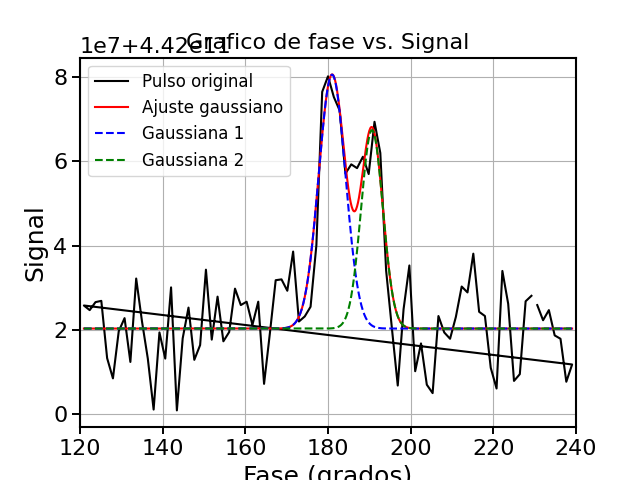 1e7+4.42e11
Grafico de fase vs. Signal
Pulso original
Ajuste gaussiano
Gaussiana 1
Gaussiana 2
Signal
8
6
4
2
0
120 140 160 180 200 220 240
Fase (grados)